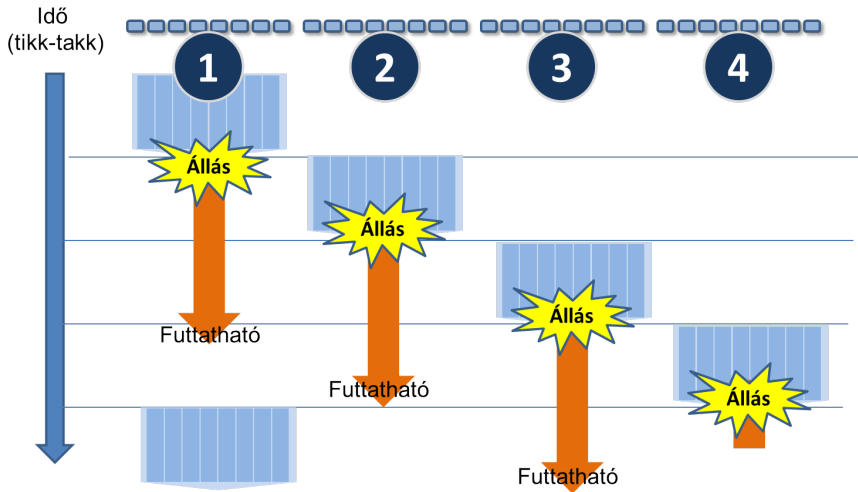 Idő
(tikk-takk)
1
2
3
4
Állás
Állás
Állás
Állás
Futtatható
Futtatható
Futtatható